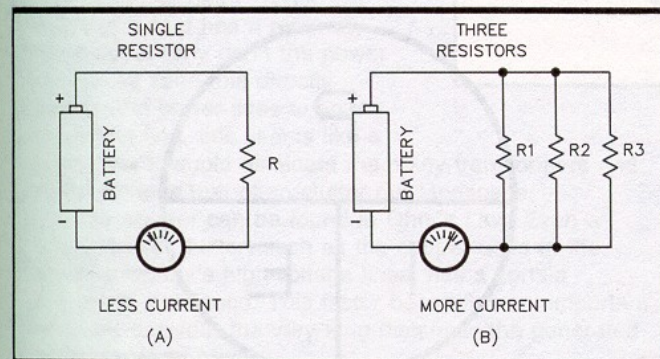 SINGLE
RESISTOR
+
BATTERY
-
R
LESS CURRENT
(A)
THREE
RESISTORS
+
BATTERY
-
R1
R2
R3
MORE CURRENT
(B)